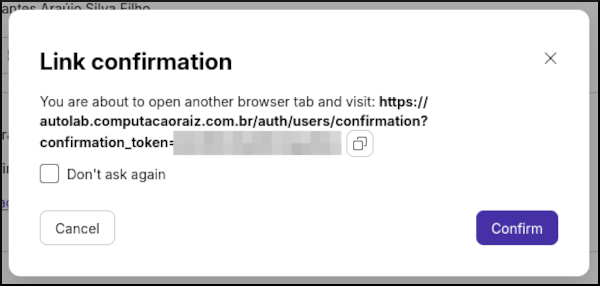 antes Araújo Silva Filho
Link confirmation
You are about to open another browser tab and visit: https://
autolab.computacaoraiz.com.br/auth/users/confirmation?
confirmation_token=
Don't ask again
Cancel
Confirm